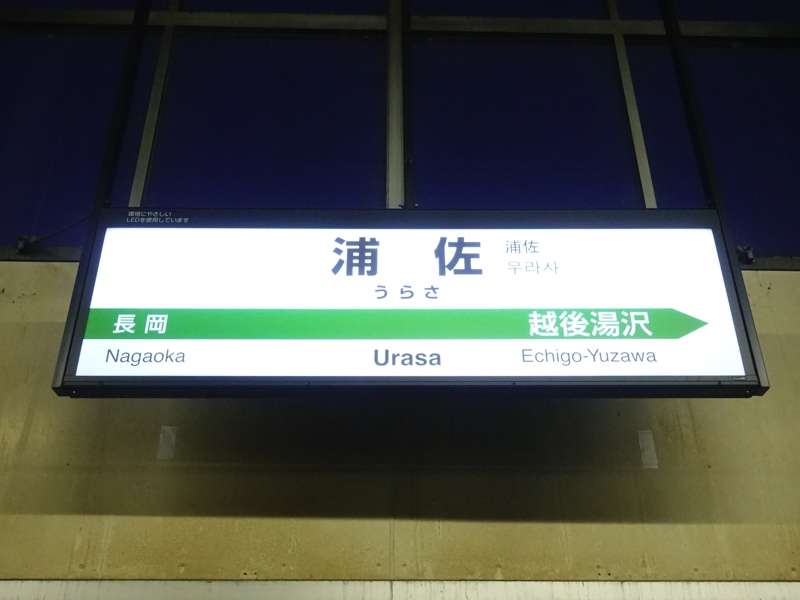 環境にやさしい
LEDを使用しています
浦佐
浦佐
우라사
うらさ
長岡 越後湯沢
Nagaoka Urasa Echigo-Yuzawa